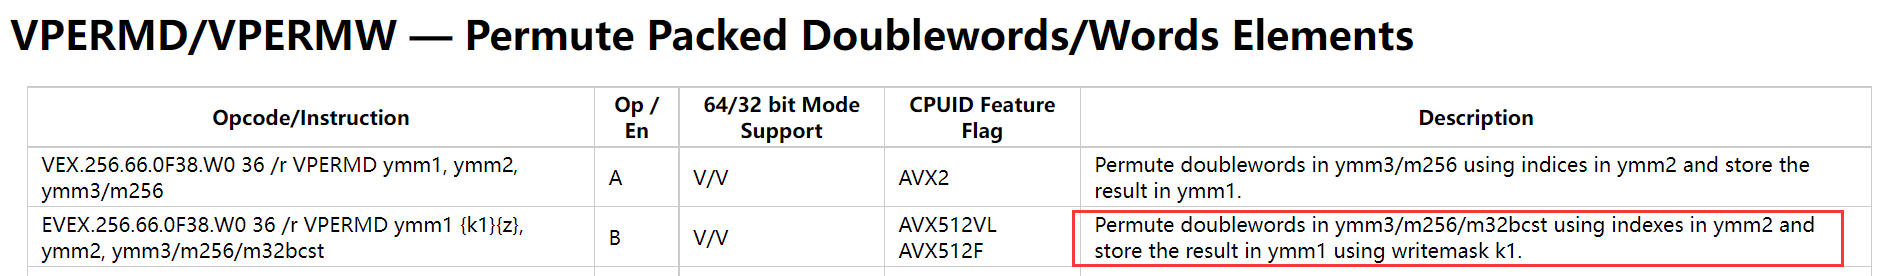 VPERMD/VPERMW — Permute Packed Doublewords/Words Elements
Opcode/Instruction
Op /
En
64/32 bit Mode
Support
CPUID Feature
Flag
Description
VEX.256.66.0F38.W0 36 /r VPERMD ymm1, ymm2,
ymm3/m256
A
V/V
AVX2
Permute doublewords in ymm3/m256 using indices in ymm2 and store the
result in ymm1.
EVEX.256.66.0F38.W0 36 /r VPERMD ymm1 {k1}{z},
ymm2, ymm3/m256/m32bcst
B
V/V
AVX512VL
AVX512F
Permute doublewords in ymm3/m256/m32bcst using indexes in ymm2 and
store the result in ymm1 using writemask k1.